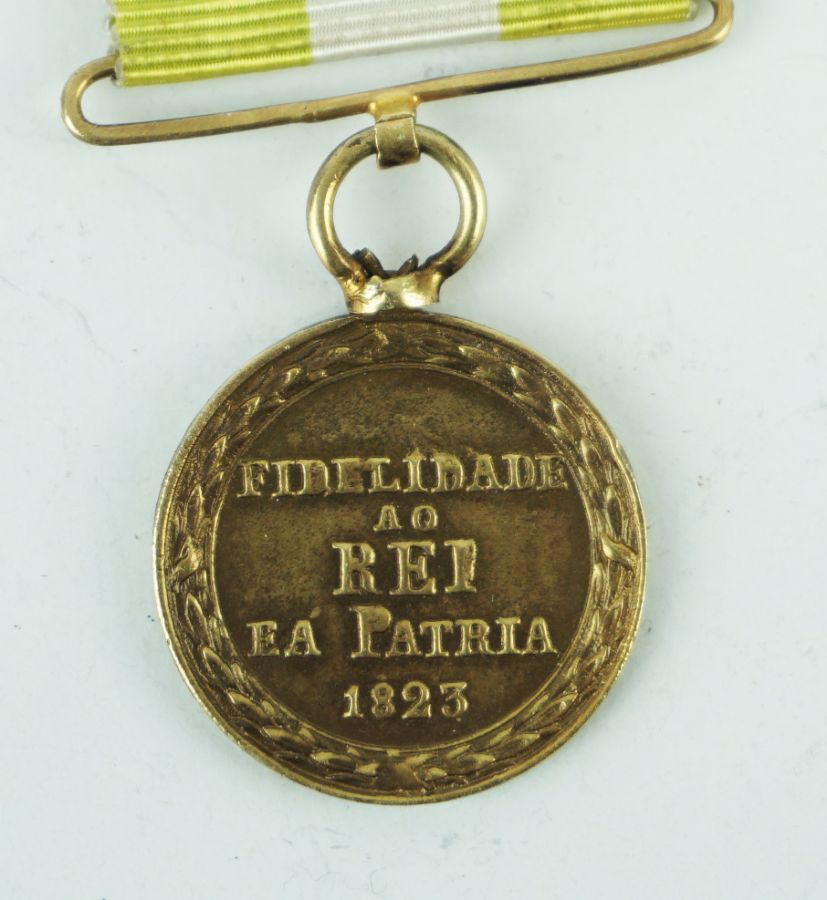 FIDELIDADE
AO
REI
EÁ PATRIA
1823